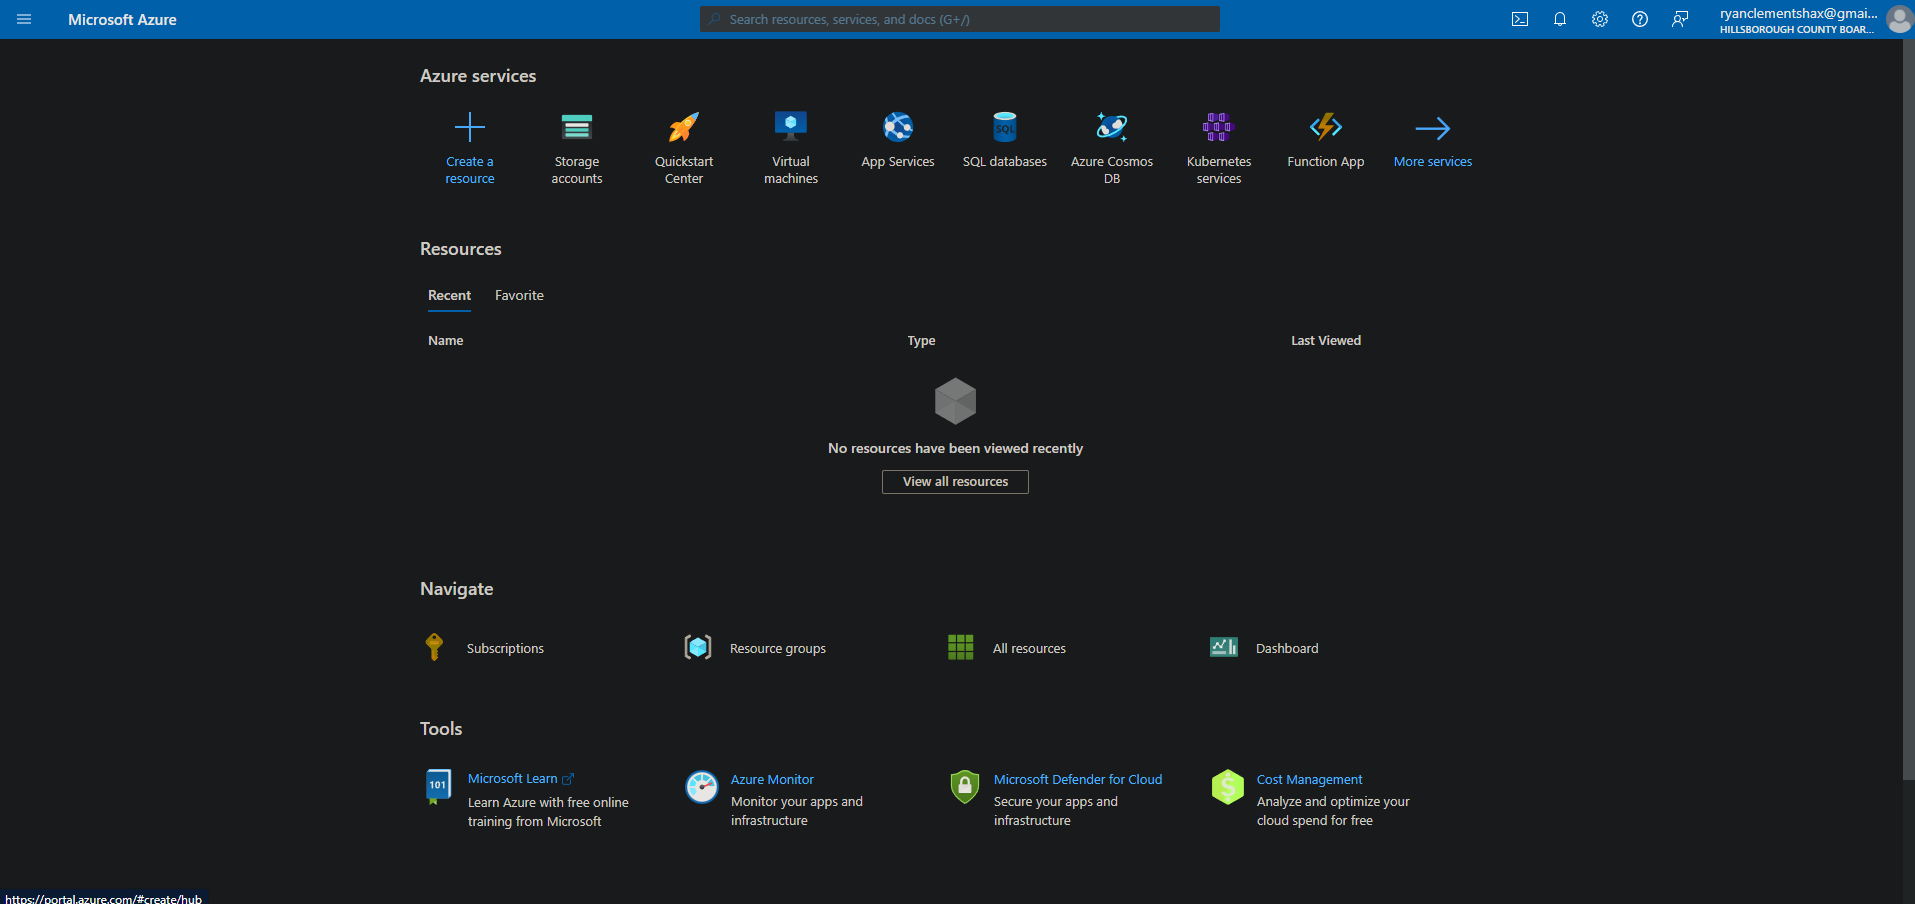 Microsoft Azure
Search resources, services, and docs (G+/)
ryanclementshax@gmai...
HILLSBOROUGH COUNTY BOAR...
Azure services
Create a
resource
Storage
accounts
Quickstart
Center
Virtual
machines
App Services
SQL
SQL databases
Azure Cosmos
DB
Kubernetes
services
Function App
More services
Resources
Recent
Favorite
Name
Type
Last Viewed
No resources have been viewed recently
View all resources
Navigate
Subscriptions
Resource groups
All resources
Dashboard
Tools
101
Microsoft Learn
Learn Azure with free online
training from Microsoft
Azure Monitor
Monitor your apps and
infrastructure
Microsoft Defender for Cloud
Secure your apps and
infrastructure
$
Cost Management
Analyze and optimize your
cloud spend for free
https://portal.azure.com/#create/hub